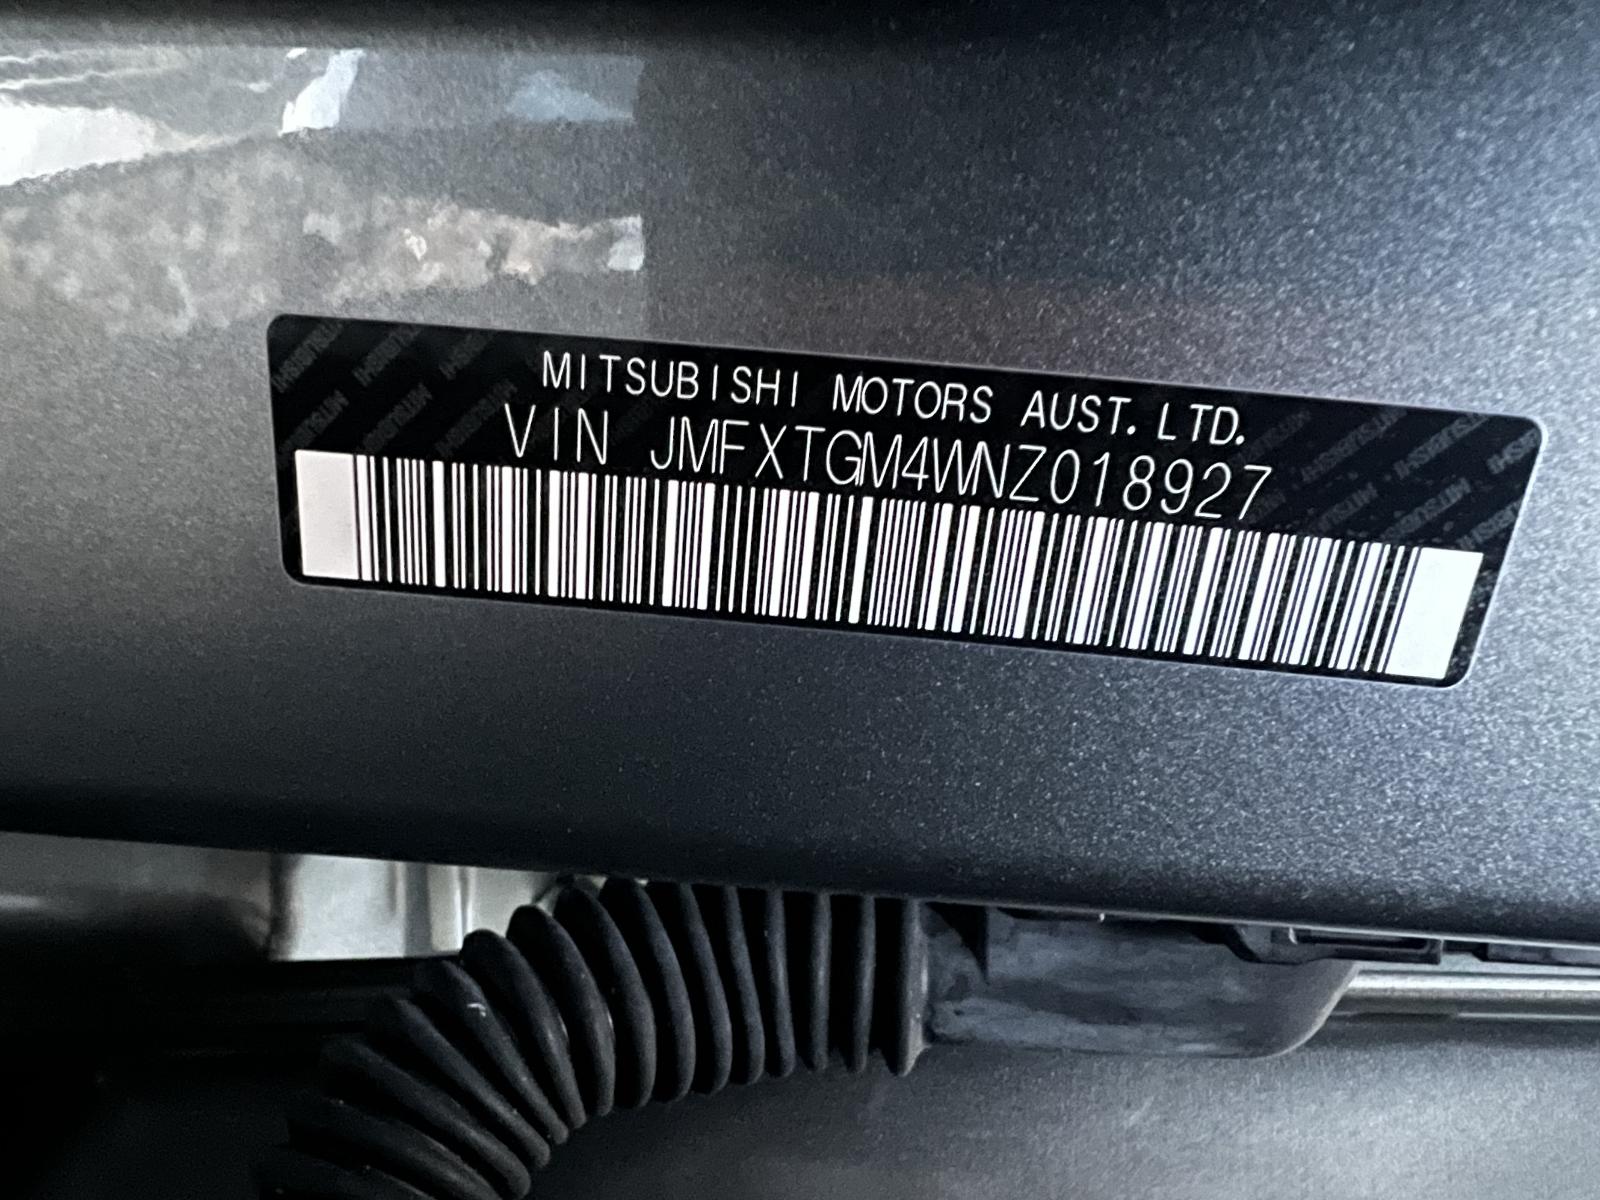 MITSUBISHI MOTORS AUST. LTD.
VIN JMFXTGM4WNZ018927